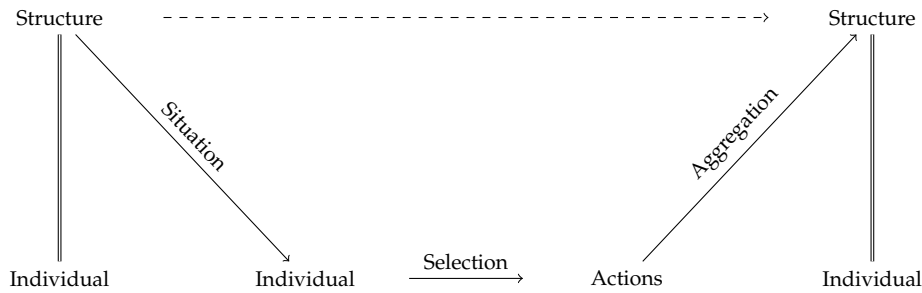 Structure
Structure
Situation
Aggregation
Individual
Individual
Selection
Actions
Individual